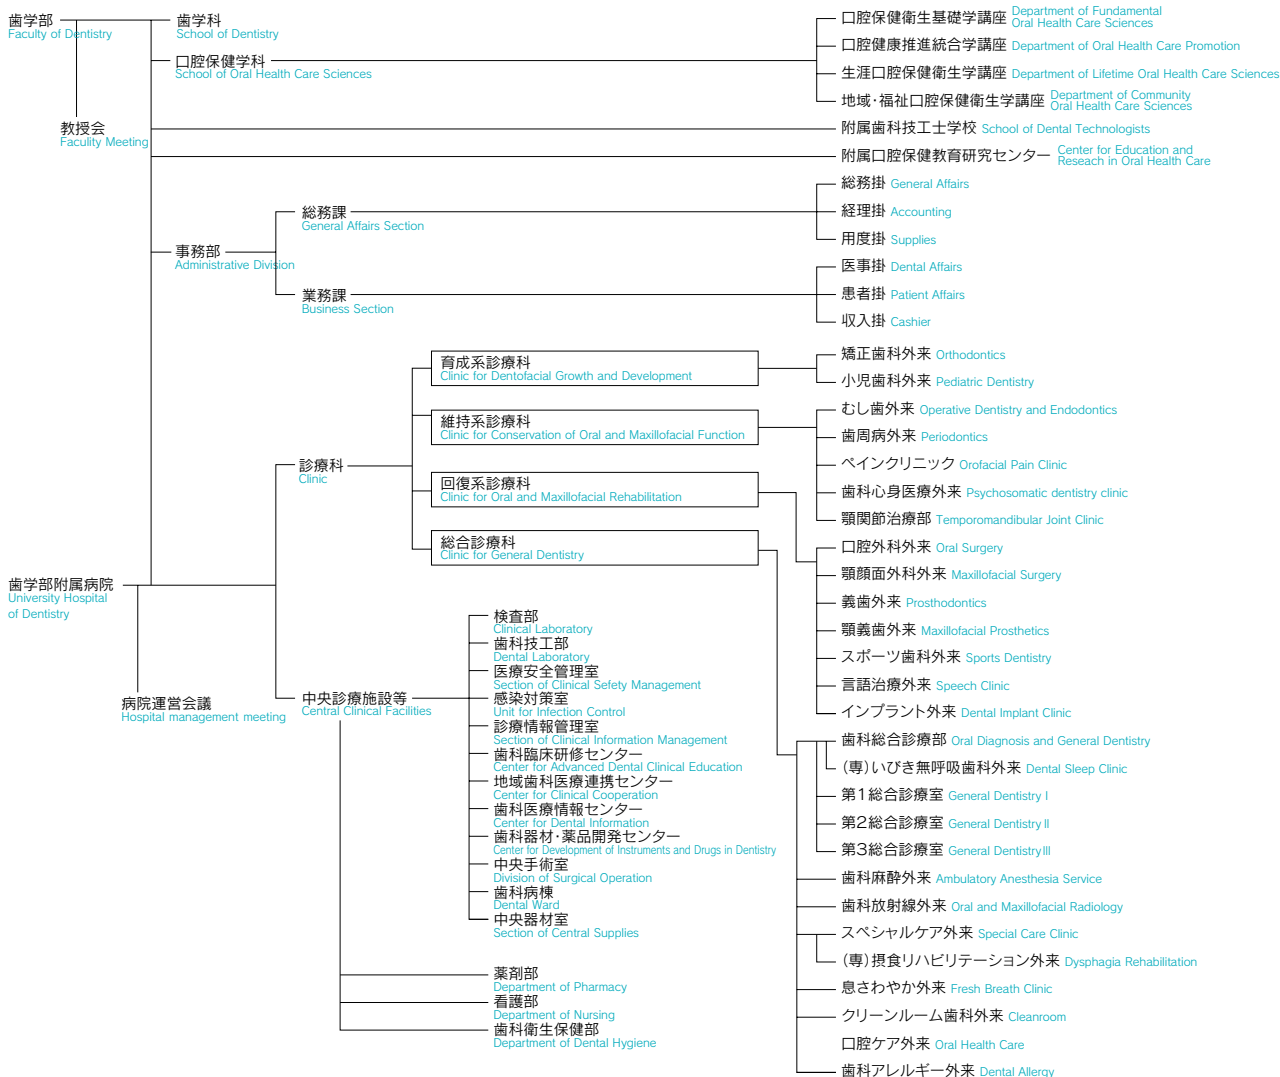 歯学部
Faculty of Dentistry
歯学科
School of Dentistry
口腔保健学科
School of Oral Health Care Sciences
教授会
Faculity Meeting
口腔保健衛生基礎学講座 Department of Fundamental
Oral Health Care Sciences
口腔健康推進統合学講座 Department of Oral Health Care Promotion
生涯口腔保健衛生学講座 Department of Lifetime Oral Health Care Sciences
地域・福祉口腔保健衛生学講座 Department of Community
Oral Health Care Sciences
附属歯科技工士学校 School of Dental Technologists
附属口腔保健教育研究センター Center for Education and
Reseach in Oral Health Care
事務部
Administrative Division
総務課
General Affairs Section
総務掛 General Affairs
経理掛 Accounting
用度掛 Supplies
業務課
Business Section
医事掛 Dental Affairs
患者掛 Patient Affairs
収入掛 Cashier
歯学部附属病院
University Hospital
of Dentistry
病院運営会議
Hospital management meeting
診療科
Clinic
育成系診療科
Clinic for Dentofacial Growth and Development
矯正歯科外来 Orthodontics
小児歯科外来 Pediatric Dentistry
維持系診療科
Clinic for Conservation of Oral and Maxillofacial Function
むし歯外来 Operative Dentistry and Endodontics
歯周病外来 Periodontics
ペインクリニック Orofacial Pain Clinic
歯科心身医療外来 Psychosomatic dentistry clinic
顎関節治療部 Temporomandibular Joint Clinic
回復系診療科
Clinic for Oral and Maxillofacial Rehabilitation
口腔外科外来 Oral Surgery
顎顔面外科外来 Maxillofacial Surgery
義歯外来 Prosthodontics
顎義歯外来 Maxillofacial Prosthetics
スポーツ歯科外来 Sports Dentistry
言語治療外来 Speech Clinic
インプラント外来 Dental Implant Clinic
総合診療科
Clinic for General Dentistry
歯科総合診療部 Oral Diagnosis and General Dentistry
(専)いびき無呼吸歯科外来 Dental Sleep Clinic
第1総合診療室 General Dentistry I
第2総合診療室 General Dentistry II
第3総合診療室 General Dentistry III
歯科麻酔外来 Ambulatory Anesthesia Service
歯科放射線外来 Oral and Maxillofacial Radiology
スペシャルケア外来 Special Care Clinic
(専)摂食リハビリテーション外来 Dysphagia Rehabilitation
息さわやか外来 Fresh Breath Clinic
クリーンルーム歯科外来 Cleanroom
口腔ケア外来 Oral Health Care
歯科アレルギー外来 Dental Allergy
中央診療施設等
Central Clinical Facilities
検査部
Clinical Laboratory
歯科技工部
Dental Laboratory
医療安全管理室
Section of Clinical Safety Management
感染対策室
Unit for Infection Control
診療情報管理室
Section of Clinical Information Management
歯科臨床研修センター
Center for Advanced Dental Clinical Education
地域歯科医療連携センター
Center for Clinical Cooperation
歯科医療情報センター
Center for Dental Information
歯科器材・薬品開発センター
Center for Development of Instruments and Drugs in Dentistry
中央手術室
Division of Surgical Operation
歯科病棟
Dental Ward
中央器材室
Section of Central Supplies
薬剤部
Department of Pharmacy
看護部
Department of Nursing
歯科衛生保健部
Department of Dental Hygiene